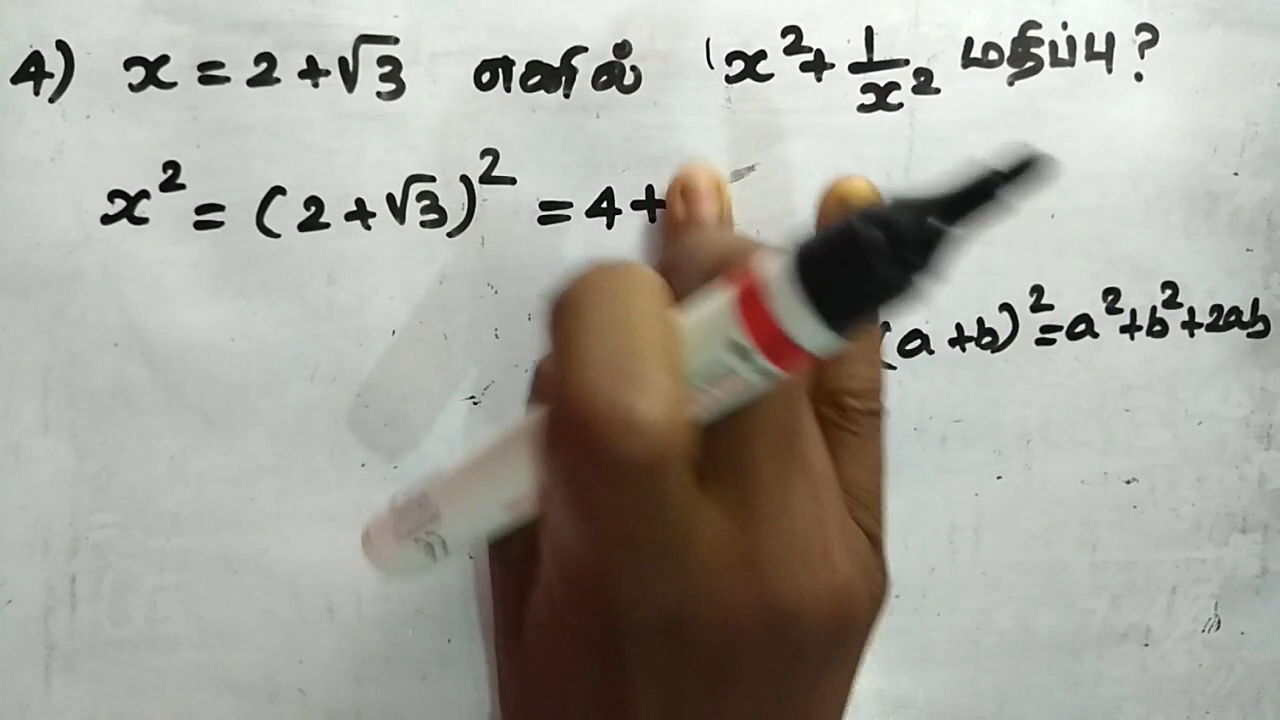 4) x = 2 + √3 எனில் x² + 1/x² மதிப்பு?
x² = (2 + √3)² = 4 +
(a + b)² = a² + b² + 2ab